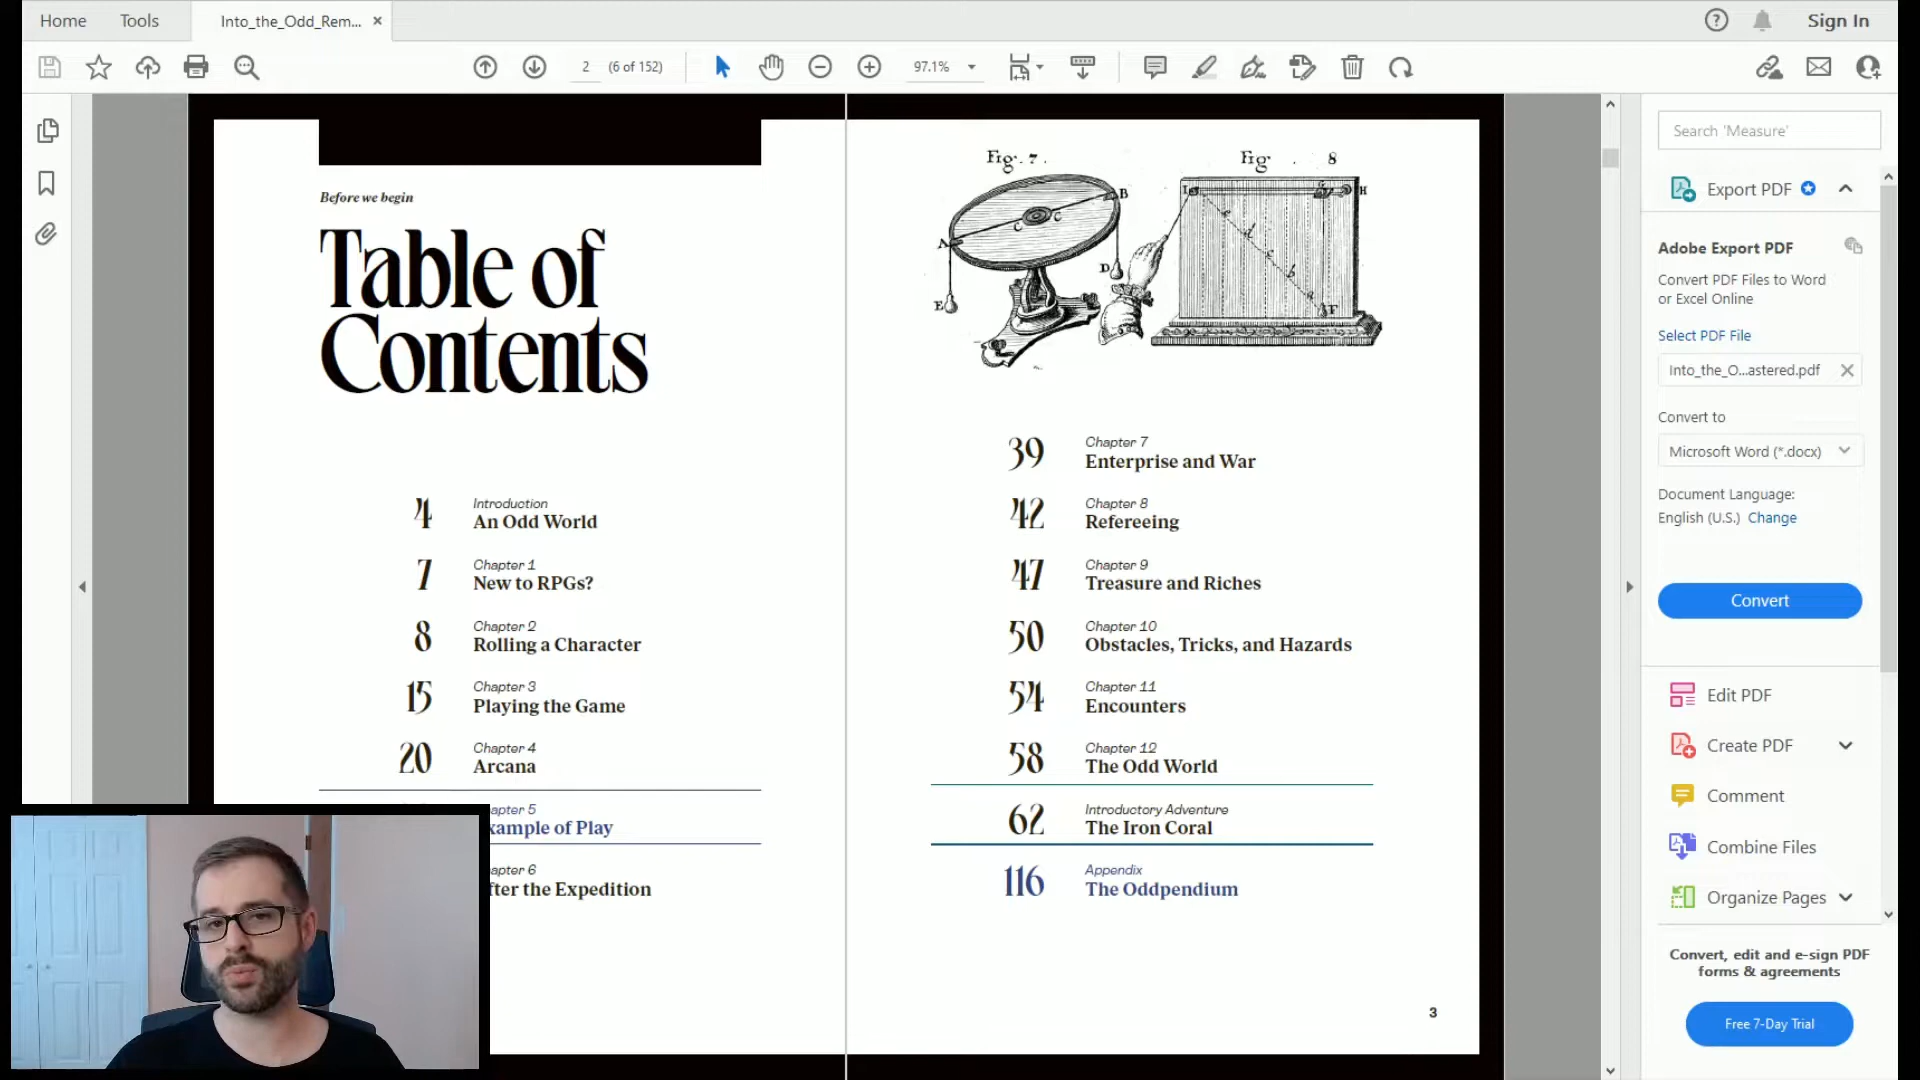 Home
Tools
Into_the_Odd_Rem...
Sign In
2
(6 of 152)
97.1%
Before we begin
Table of
Contents
4
Introduction
An Odd World
7
Chapter 1
New to RPGs?
8
Chapter 2
Rolling a Character
15
Chapter 3
Playing the Game
20
Chapter 4
Arcana
apter 5
xample of Play
apter 6
fter the Expedition
Fig. 7.
Fig . 8
A
B
C
C
D
E
I
G
H
e
d
c
b
a
F
39
Chapter 7
Enterprise and War
42
Chapter 8
Refereeing
47
Chapter 9
Treasure and Riches
50
Chapter 10
Obstacles, Tricks, and Hazards
54
Chapter 11
Encounters
58
Chapter 12
The Odd World
62
Introductory Adventure
The Iron Coral
116
Appendix
The Oddpendium
3
Search 'Measure'
Export PDF
Adobe Export PDF
Convert PDF Files to Word
or Excel Online
Select PDF File
Into_the_O...astered.pdf
Convert to
Microsoft Word (*.docx)
Document Language:
English (U.S.) Change
Convert
Edit PDF
Create PDF
Comment
Combine Files
Organize Pages
Convert, edit and e-sign PDF
forms & agreements
Free 7-Day Trial